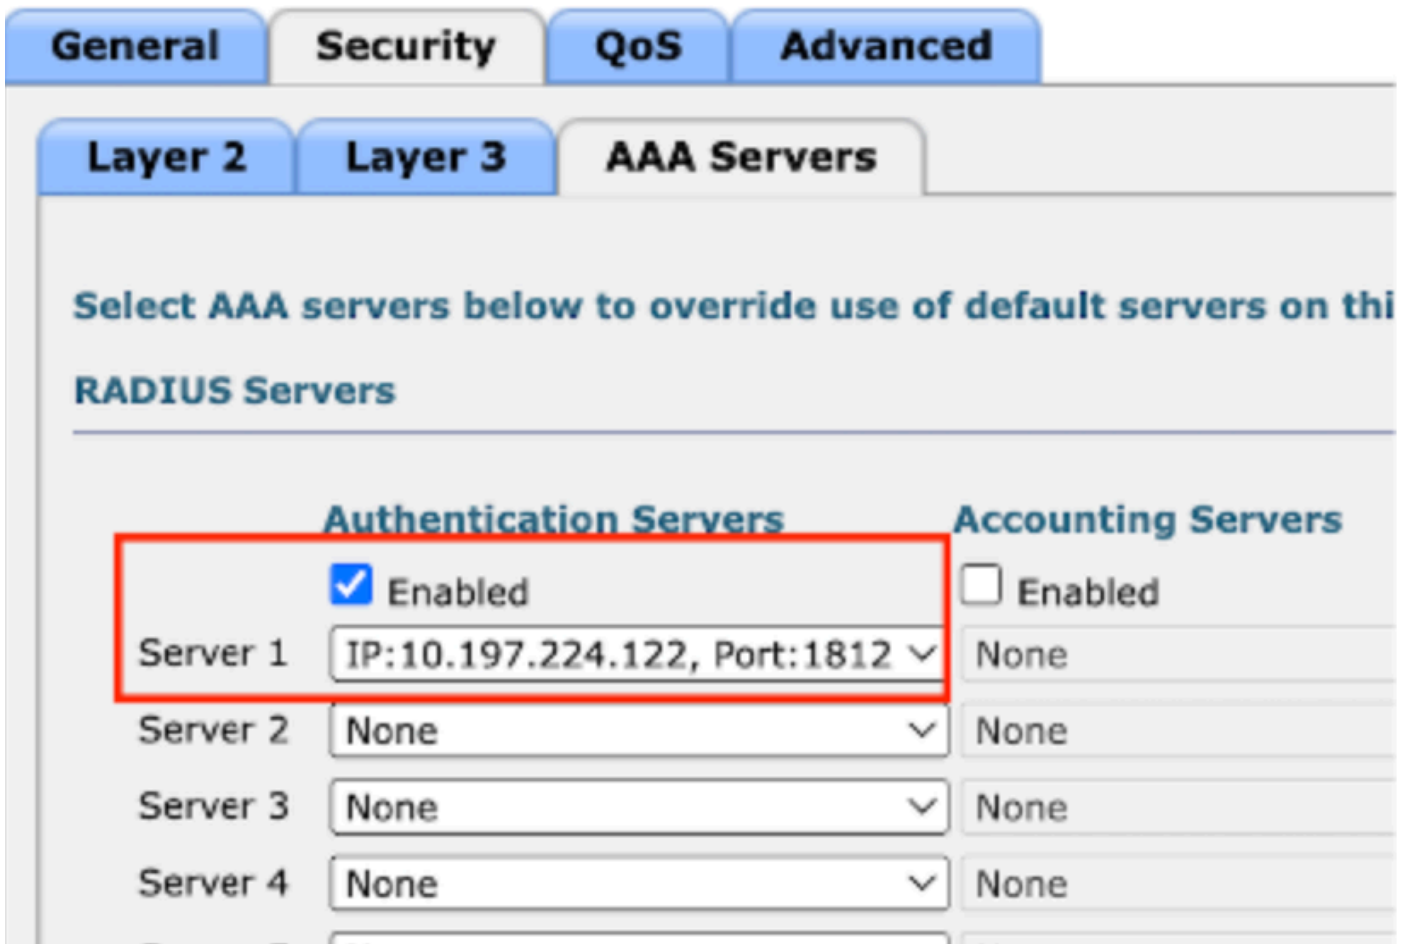 General Security QoS Advanced
Layer 2 Layer 3 AAA Servers
Select AAA servers below to override use of default servers on thi
RADIUS Servers
Authentication Servers Accounting Servers
Enabled Enabled
Server 1 IP:10.197.224.122, Port:1812 None
Server 2 None None
Server 3 None None
Server 4 None None